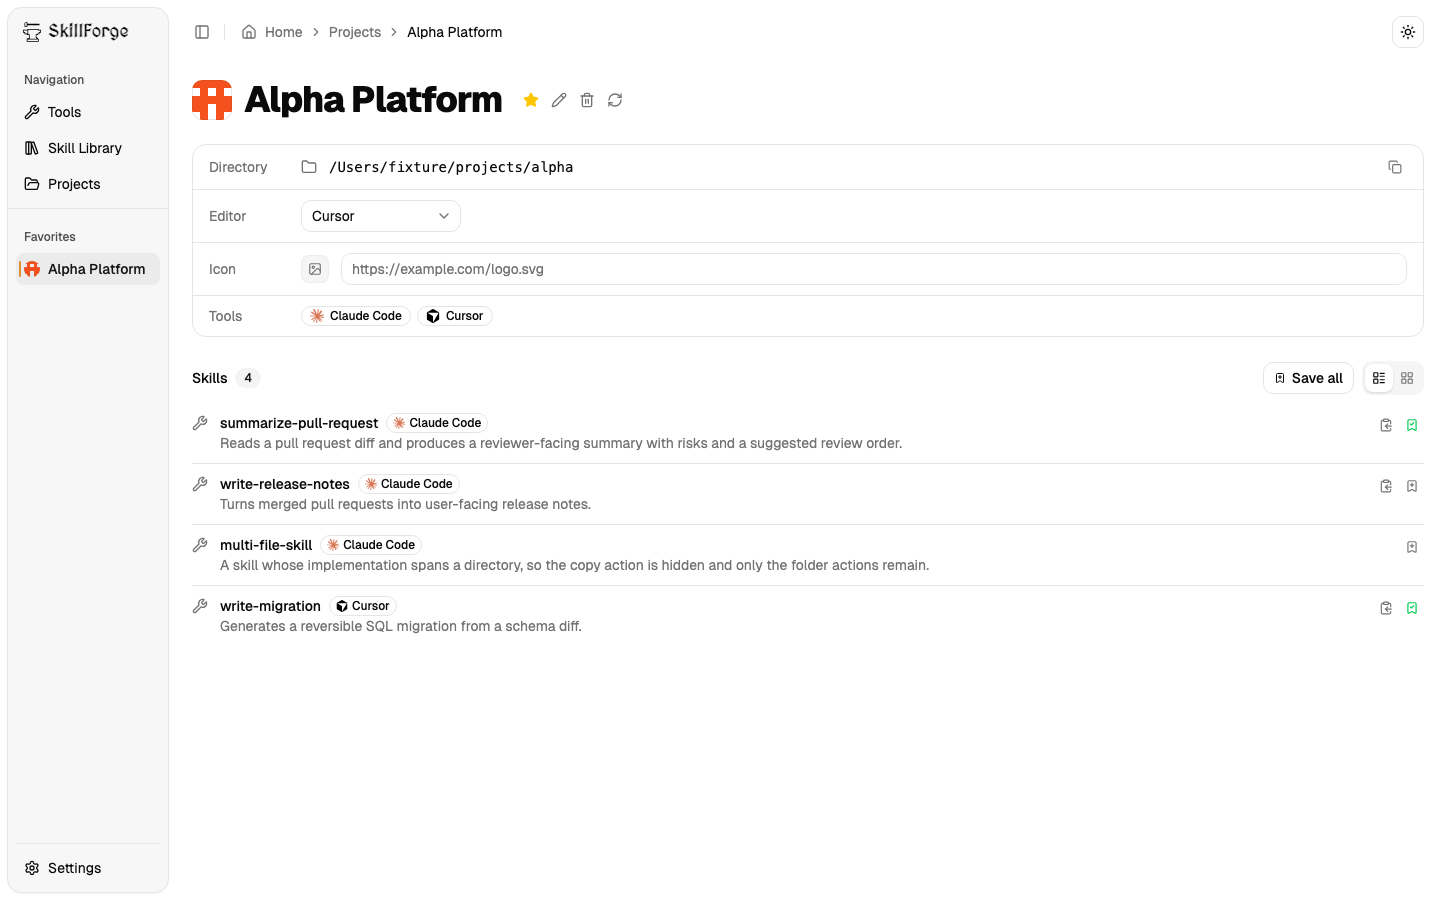 SkillForge
Navigation
Tools
Skill Library
Projects
Favorites
Alpha Platform
Settings
Home > Projects > Alpha Platform
Alpha Platform
Directory /Users/fixture/projects/alpha
Editor Cursor
Icon https://example.com/logo.svg
Tools Claude Code Cursor
Skills 4 Save all
summarize-pull-request Claude Code
Reads a pull request diff and produces a reviewer-facing summary with risks and a suggested review order.
write-release-notes Claude Code
Turns merged pull requests into user-facing release notes.
multi-file-skill Claude Code
A skill whose implementation spans a directory, so the copy action is hidden and only the folder actions remain.
write-migration Cursor
Generates a reversible SQL migration from a schema diff.